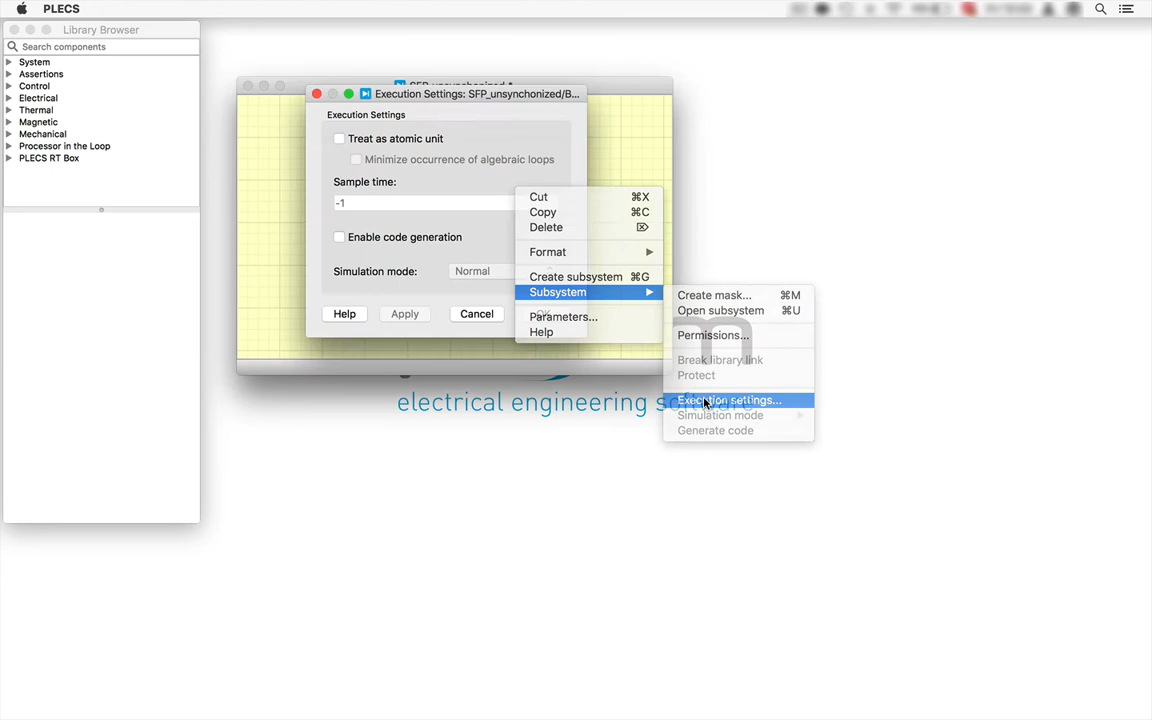 PLECS
Library Browser
Search components
System
Assertions
Control
Electrical
Thermal
Magnetic
Mechanical
Processor in the Loop
PLECS RT Box
SFP_unsynchronized *
Execution Settings: SFP_unsynchonized/B...
Execution Settings
Treat as atomic unit
Minimize occurrence of algebraic loops
Sample time:
-1
Enable code generation
Simulation mode:
Normal
Help
Apply
Cancel
OK
Cut ⌘X
Copy ⌘C
Delete ⌦
Format
Create subsystem ⌘G
Subsystem
Parameters...
Help
Create mask... ⌘M
Open subsystem ⌘U
Permissions...
Break library link
Protect
Execution settings...
Simulation mode
Generate code
m
electrical engineering software